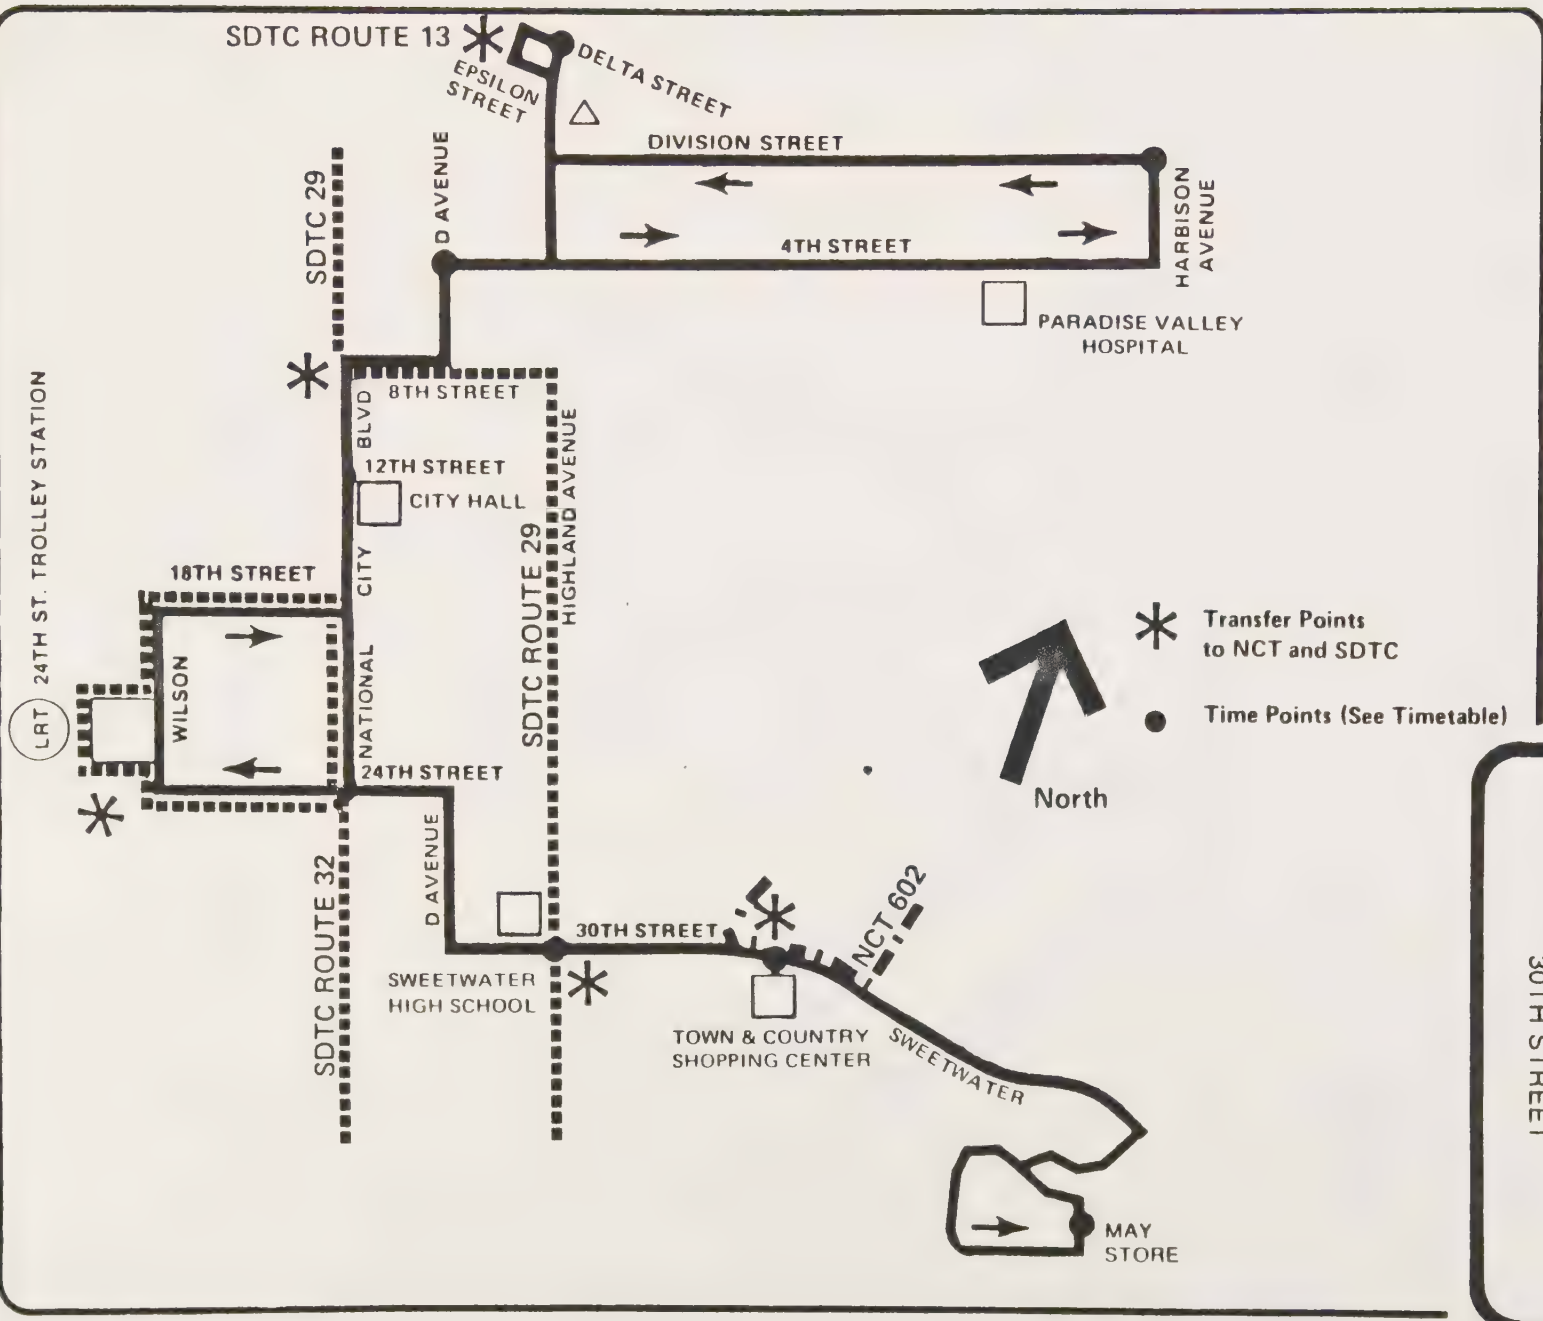 SDTC ROUTE 13
EPSILON
STREET
DELTA STREET
DIVISION STREET
D AVENUE
SDTC 29
HARBISON
AVENUE
4TH STREET
PARADISE VALLEY
HOSPITAL
8TH STREET
BLVD
12TH STREET
CITY HALL
HIGHLAND AVENUE
LRT 24TH ST. TROLLEY STATION
18TH STREET
CITY
SDTC ROUTE 29
WILSON
NATIONAL
24TH STREET
Transfer Points
to NCT and SDTC
Time Points (See Timetable)
North
D AVENUE
SDTC ROUTE 32
30TH STREET
NCT 602
SWEETWATER
HIGH SCHOOL
TOWN & COUNTRY
SHOPPING CENTER
SWEETWATER
MAY
STORE
30TH STREET